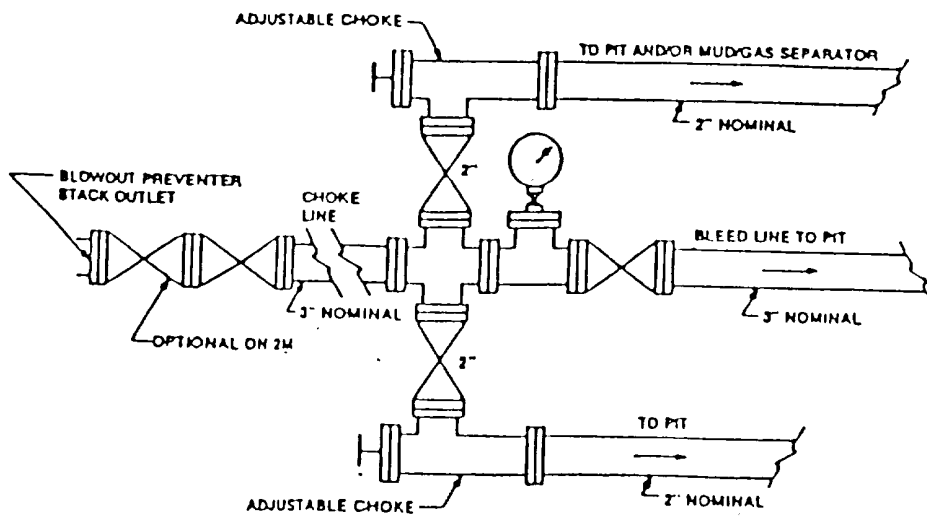 ADJUSTABLE CHOKE
TO PIT AND/OR MUD/GAS SEPARATOR
2" NOMINAL
2"
BLOWOUT PREVENTER
STACK OUTLET
CHOKE
LINE
BLEED LINE TO PIT
3" NOMINAL
3" NOMINAL
OPTIONAL ON 2M
2"
TO PIT
ADJUSTABLE CHOKE
2" NOMINAL